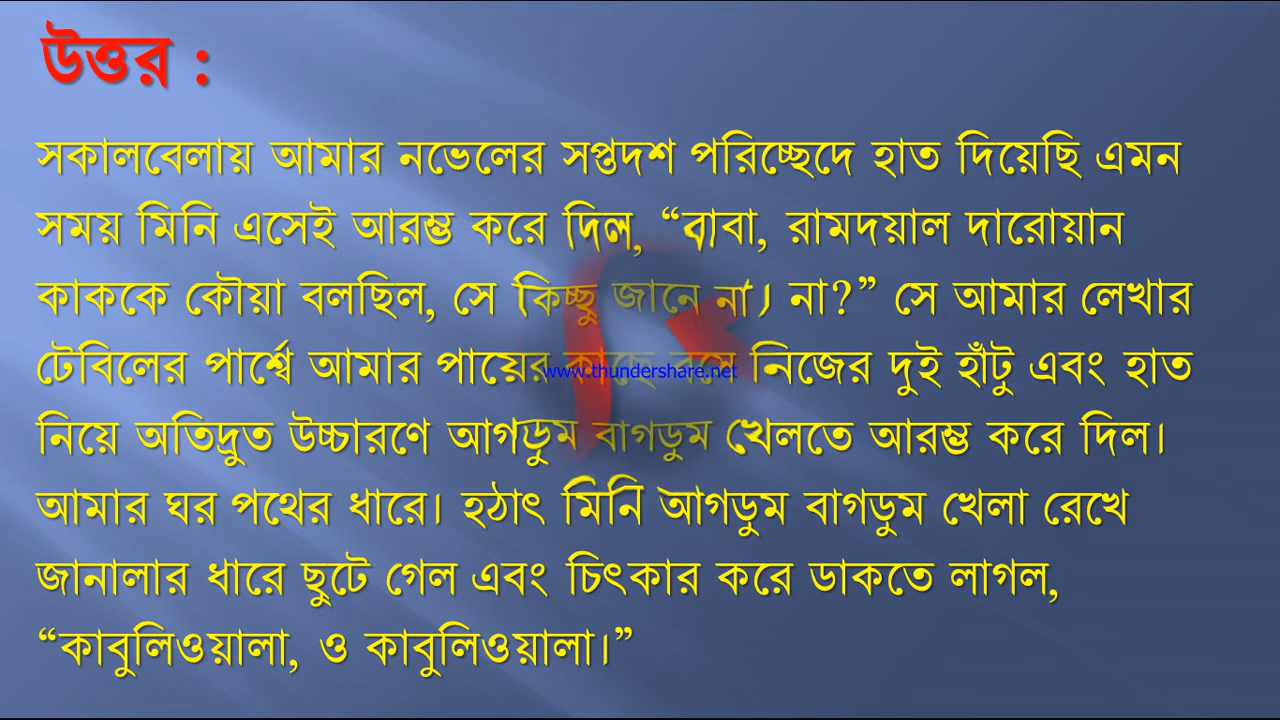 উত্তর :
সকালবেলায় আমার নভেলের সপ্তদশ পরিচ্ছেদে হাত দিয়েছি এমন
সময় মিনি এসেই আরম্ভ করে দিল, “বাবা, রামদয়াল দারোয়ান
কাককে কৌয়া বলছিল, সে কিচ্ছু জানে না। না?” সে আমার লেখার
টেবিলের পার্শ্বে আমার পায়ের কাছে বসে নিজের দুই হাঁটু এবং হাত
www.thundershare.net
নিয়ে অতিদ্রুত উচ্চারণে আগডুম বাগডুম খেলতে আরম্ভ করে দিল।
আমার ঘর পথের ধারে। হঠাৎ মিনি আগডুম বাগডুম খেলা রেখে
জানালার ধারে ছুটে গেল এবং চিৎকার করে ডাকতে লাগল,
“কাবুলিওয়ালা, ও কাবুলিওয়ালা।”